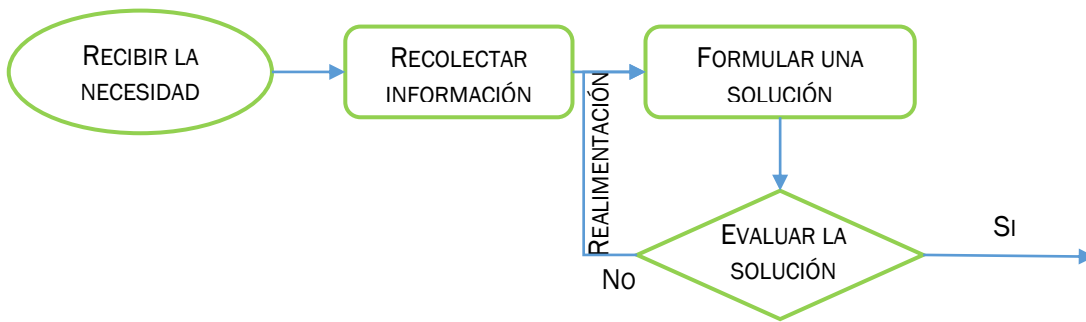 Recibir la
necesidad
Recolectar
información
Formular una
solución
Realimentación
Evaluar la
solución
No
Si